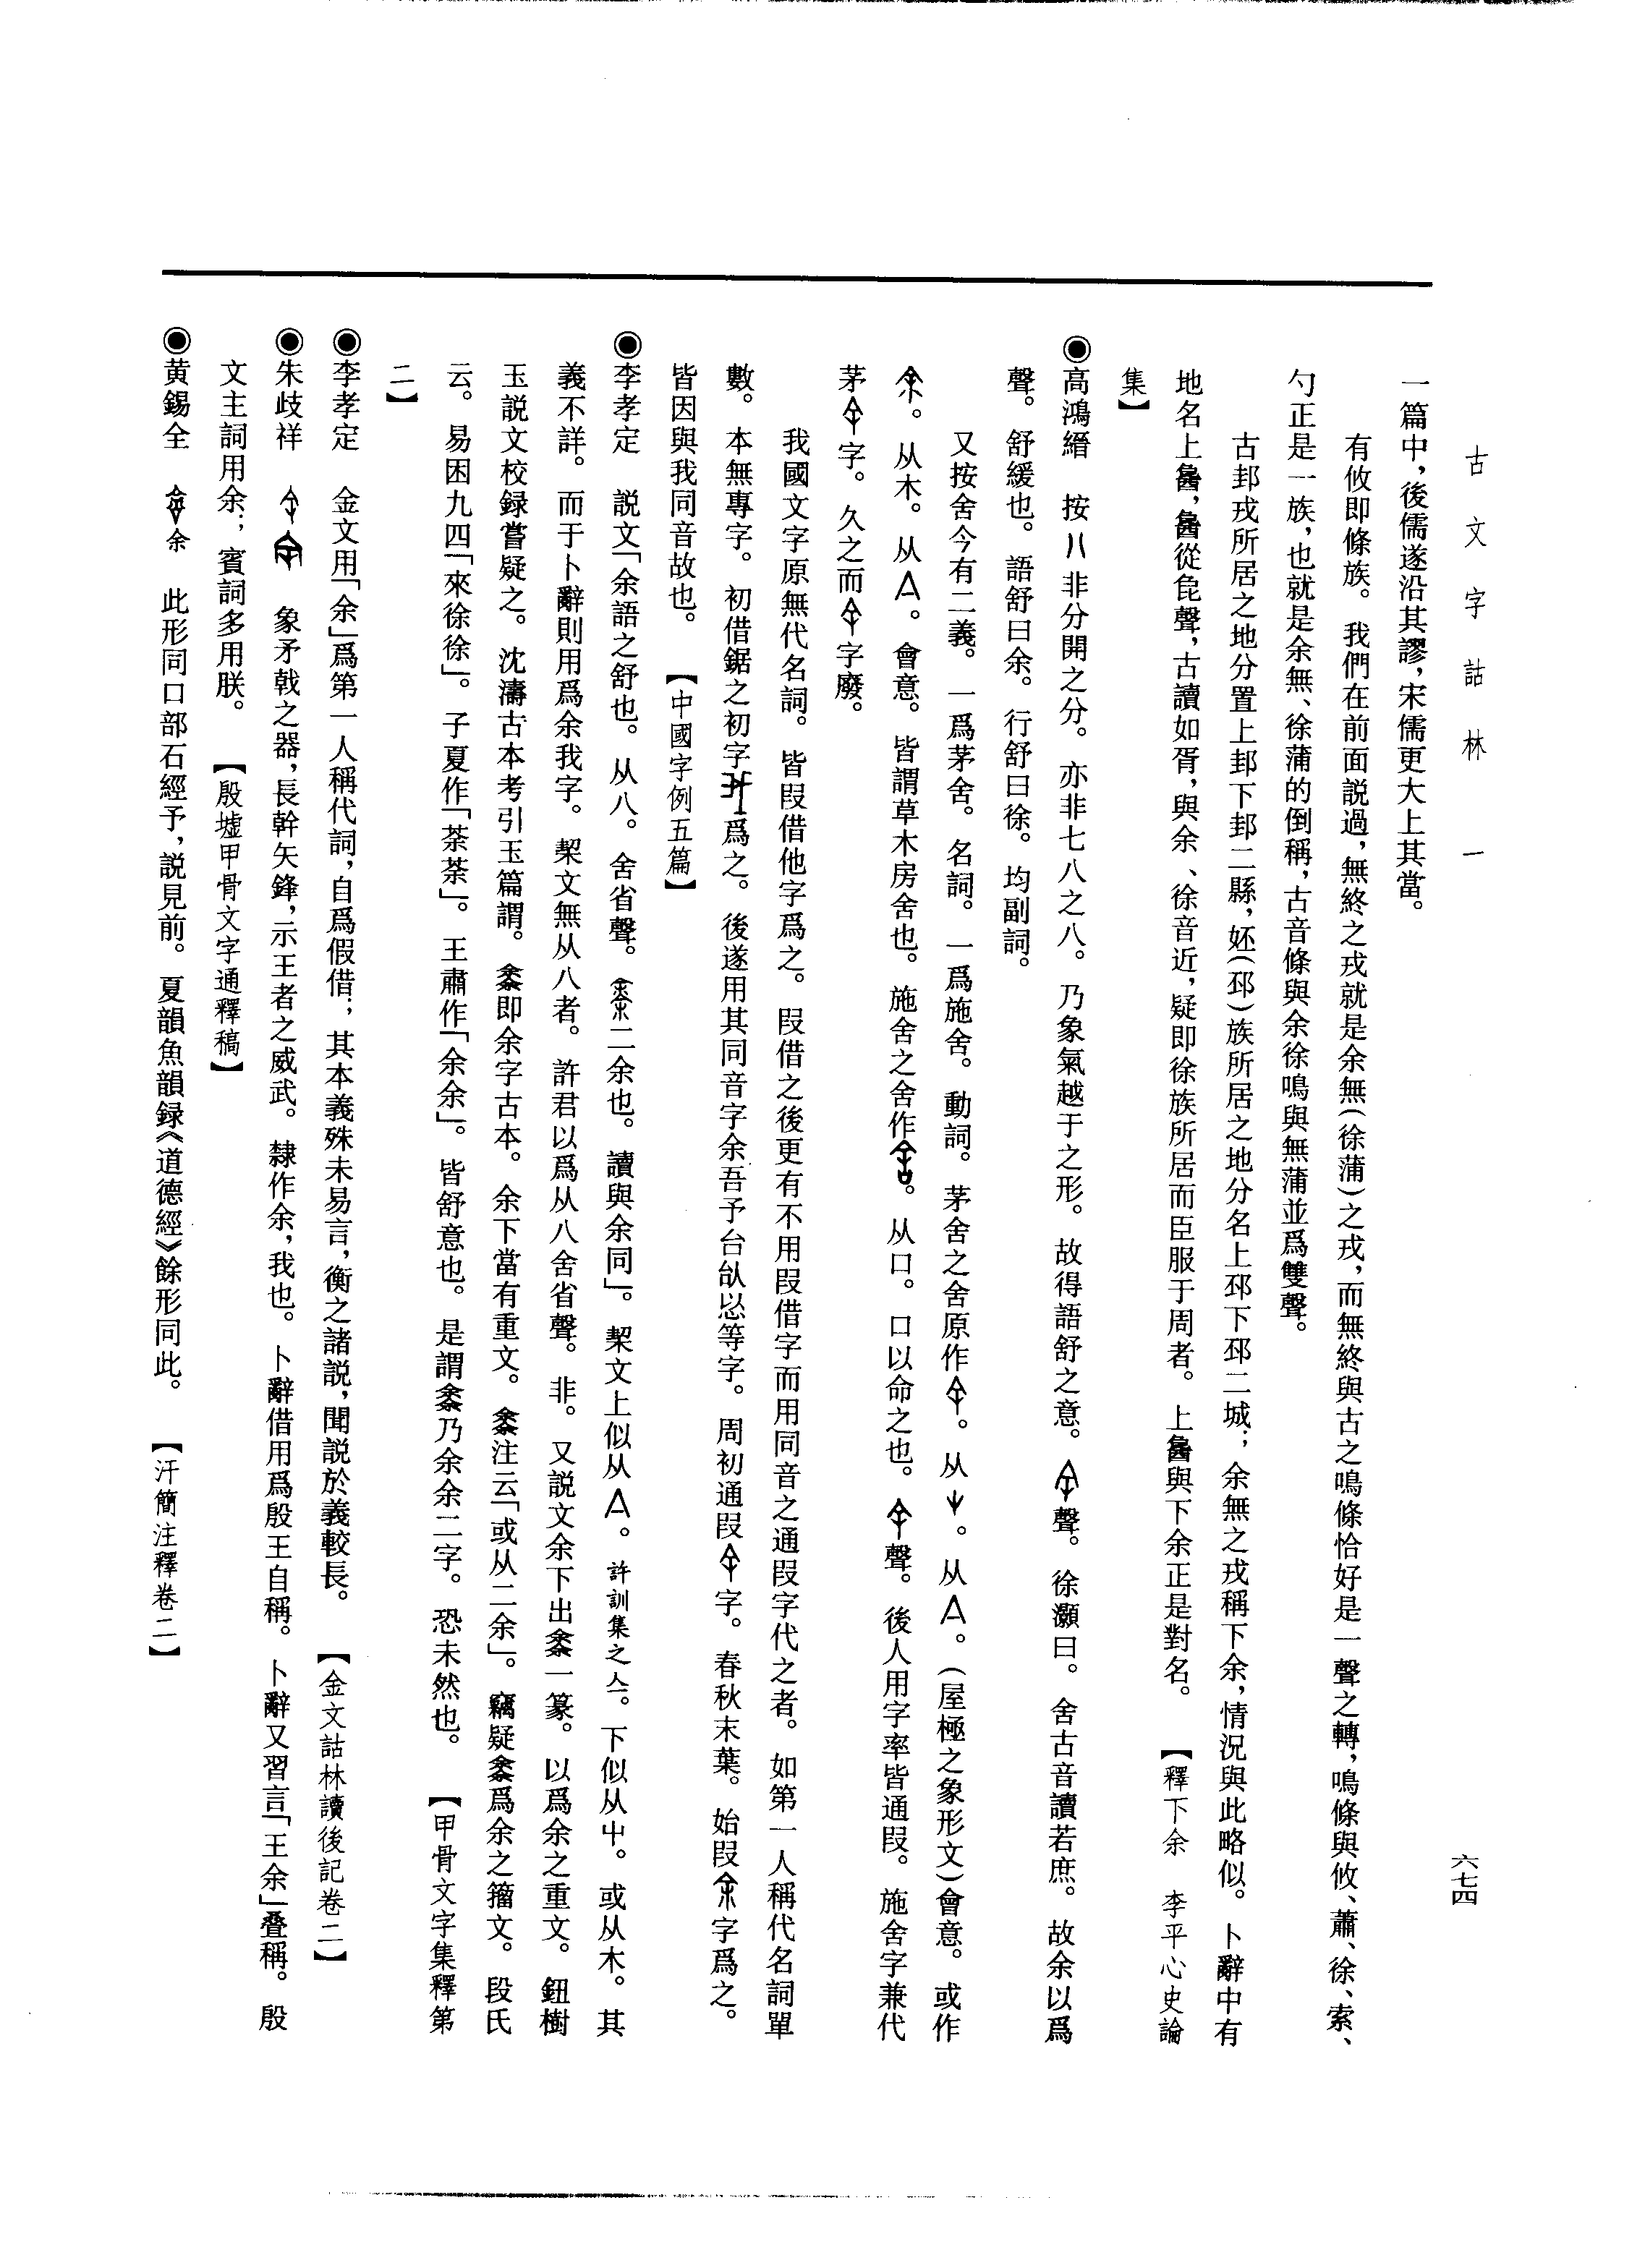 古文字詁林 一
六七四
一篇中，後儒遂沿其謬，宋儒更大上其當。
有攸即條族。我們在前面説過，無終之戎就是余無（徐蒲）之戎，而無終與古之鳴條恰好是一聲之轉，鳴條與攸、蕭、徐、索、
勺正是一族，也就是余無、徐蒲的倒稱，古音條與余徐鳴與無蒲並爲雙聲。
古邽戎所居之地分置上邽下邽二縣，妚（邳）族所居之地分名上邳下邳二城；余無之戎稱下余，情況與此略似。卜辭中有
地名上，從聲，古讀如胥，與余、徐音近，疑即徐族所居而臣服于周者。上與下余正是對名。【釋下余 李平心史論
集】
◉高鴻縉 按八非分開之分。亦非七八之八。乃象氣越于之形。故得語舒之意。聲。徐灝曰。舍古音讀若庶。故余以爲
聲。舒緩也。語舒曰余。行舒曰徐。均副詞。
又按舍今有二義。一爲茅舍。名詞。一爲施舍。動詞。茅舍之舍原作。从。从。（屋極之象形文）會意。或作
。从木。从。會意。皆謂草木房舍也。施舍之舍作。从口。口以命之也。聲。後人用字率皆通叚。施舍字兼代
茅字。久之而字廢。
我國文字原無代名詞。皆叚借他字爲之。叚借之後更有不用叚借字而用同音之通叚字代之者。如第一人稱代名詞單
數。本無專字。初借鋸之初字爲之。後遂用其同音字余吾予台等字。周初通叚字。春秋末葉。始叚字爲之。
皆因與我同音故也。【中國字例五篇】
◉李孝定 説文「余語之舒也。从八。舍省聲。二余也。讀與余同」。栔文上似从。許訓集之亼。下似从屮。或从木。其
義不詳。而于卜辭則用爲余我字。栔文無从八者。許君以爲从八舍省聲。非。又説文余下出𠎳一篆。以爲余之重文。鈕樹
玉説文校録嘗疑之。沈濤古本考引玉篇謂。𠎳即余字古本。余下當有重文。𠎳注云「或从二余」。竊疑𠎳爲余之籀文。段氏
云。易困九四「來徐徐」。子夏作「荼荼」。王肅作「余余」。皆舒意也。是謂𠎳乃余余二字。恐未然也。【甲骨文字集釋第
二】
◉李孝定 金文用「余」爲第一人稱代詞，自爲假借；其本義殊未易言，衡之諸説，聞説於義較長。【金文詁林讀後記卷二】
◉朱歧祥 象矛戟之器，長幹矢鋒，示王者之威武。隸作余，我也。卜辭借用爲殷王自稱。卜辭又習言「王余」叠稱。殷
文主詞用余；賓詞多用朕。【殷墟甲骨文字通釋稿】
◉黄錫全 余 此形同口部石經予，説見前。夏韻魚韻録《道德經》餘形同此。【汗簡注釋卷二】